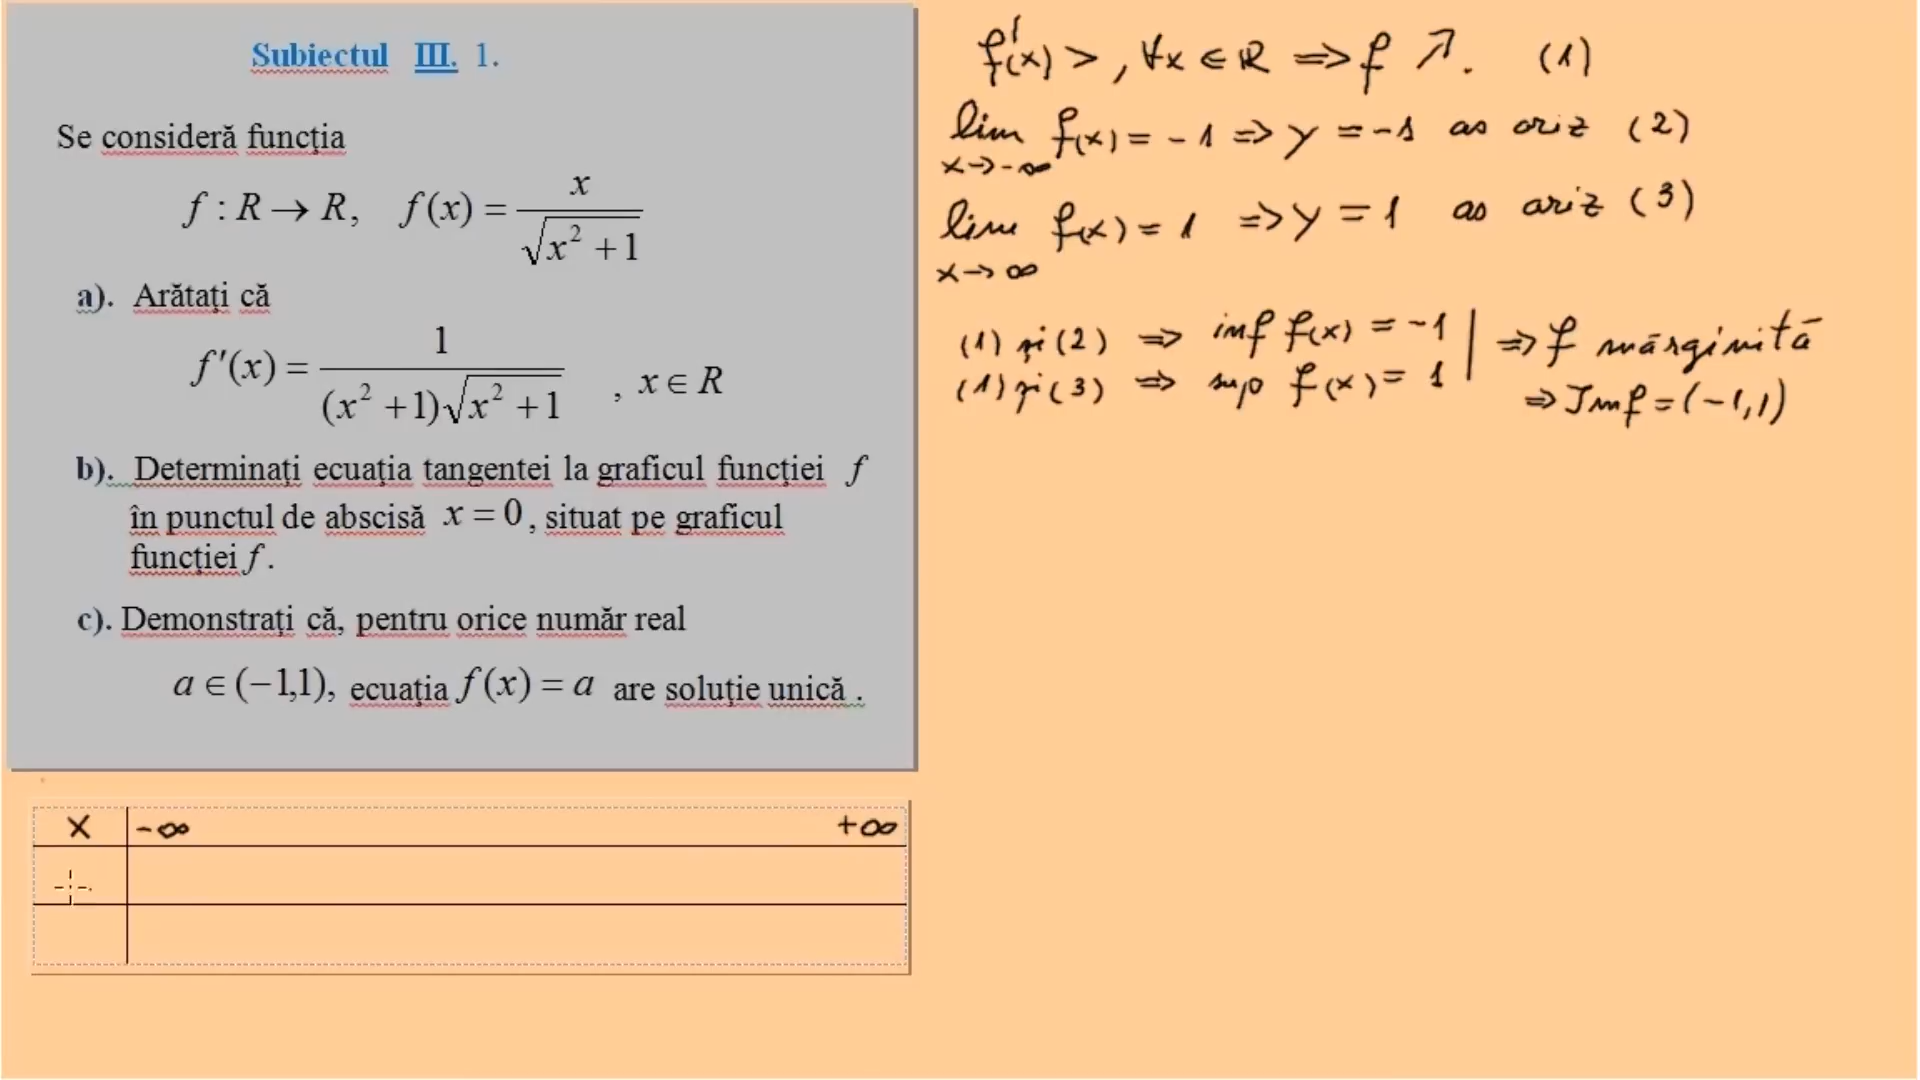 Subiectul III. 1.
Se consideră funcția
f : R → R, f(x) = x / √(x² + 1)
a). Arătați că
f'(x) = 1 / ((x² + 1)√(x² + 1)) , x ∈ R
b). Determinați ecuația tangentei la graficul funcției f
în punctul de abscisă x = 0, situat pe graficul
funcției f.
c). Demonstrați că, pentru orice număr real
a ∈ (−1,1), ecuația f(x) = a are soluție unică.
f'(x) > , ∀x ∈ R ⇒ f ↗. (1)
lim x→-∞ f(x) = -1 ⇒ y = -1 as oriz (2)
lim x→∞ f(x) = 1 ⇒ y = 1 as oriz (3)
(1) și (2) ⇒ inf f(x) = -1 | ⇒ f mărginită
(1) și (3) ⇒ sup f(x) = 1 | ⇒ Imf = (-1,1)
x -∞ +∞